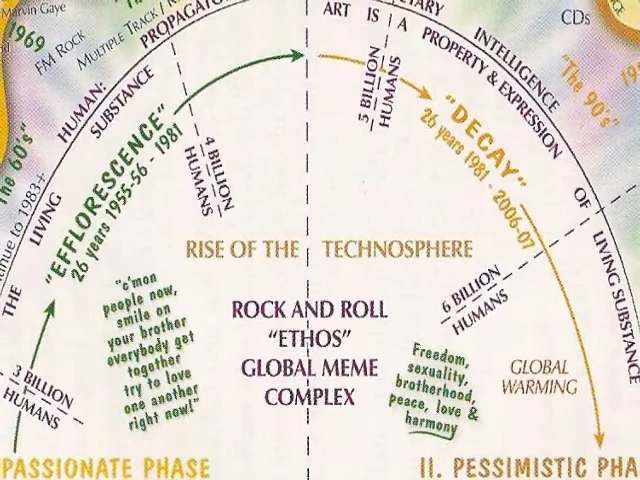 Marvin Gaye
1969
FM ROCK
MULTIPLE TRACK
PROPAGATO
ART IS A PROPERTY & EXPRESSION OF LIVING SUBSTANCE
ETARY INTELLIGENCE
CDs
"The 90's"
The 60's"
tinue to 1983+
THE LIVING HUMAN:
SUBSTANCE
"EFFLORESCENCE"
26 years 1955-56 - 1981
4 BILLION
HUMANS
5 BILLION
HUMANS
"DECAY"
26 years 1981 - 2006-07
RISE OF THE TECHNOSPHERE
"c'mon
people now,
smile on
your brother
everybody get
together
try to love
one another
right now!"
ROCK AND ROLL
"ETHOS"
GLOBAL MEME
COMPLEX
6 BILLION
HUMANS
Freedom,
sexuality,
brotherhood,
peace, love &
harmony
GLOBAL
WARMING
3 BILLION
HUMANS
PASSIONATE PHASE
II. PESSIMISTIC PHA